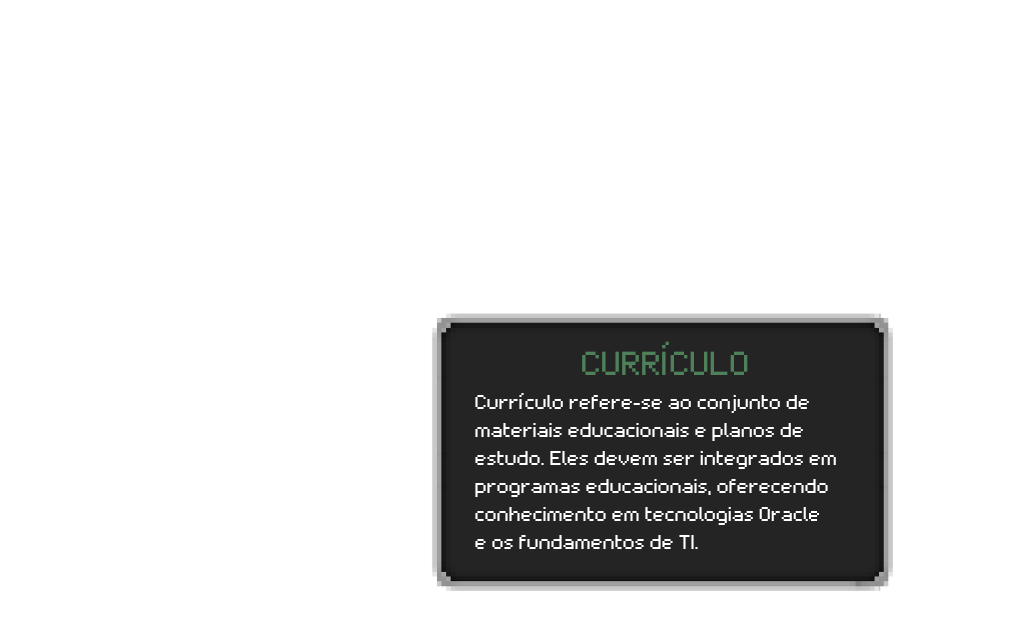 CURRÍCULO
Currículo refere-se ao conjunto de
materiais educacionais e planos de
estudo. Eles devem ser integrados em
programas educacionais, oferecendo
conhecimento em tecnologias Oracle
e os fundamentos de TI.